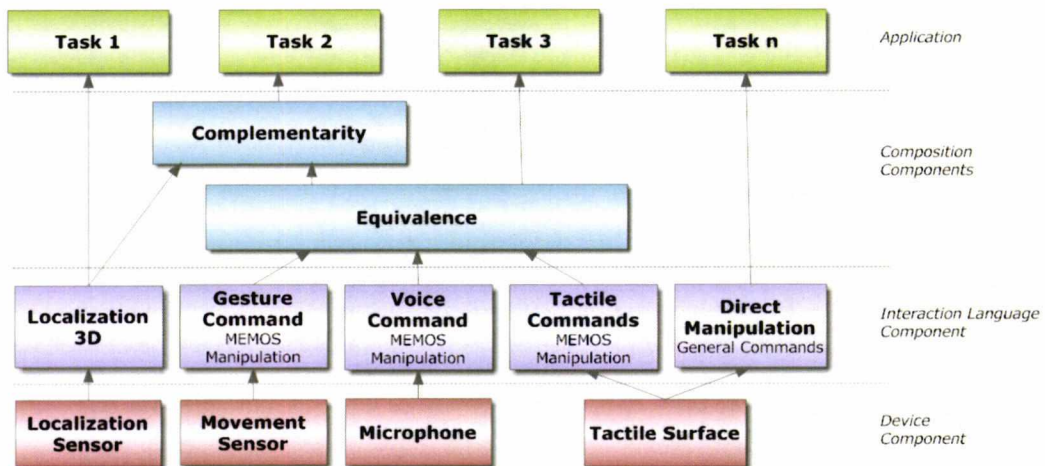 Task 1
Task 2
Task 3
Task n
Application
Complementarity
Composition
Components
Equivalence
Localization
3D
Gesture
Command
MEMOS
Manipulation
Voice
Command
MEMOS
Manipulation
Tactile
Commands
MEMOS
Manipulation
Direct
Manipulation
General Commands
Interaction Language
Component
Localization
Sensor
Movement
Sensor
Microphone
Tactile Surface
Device
Component